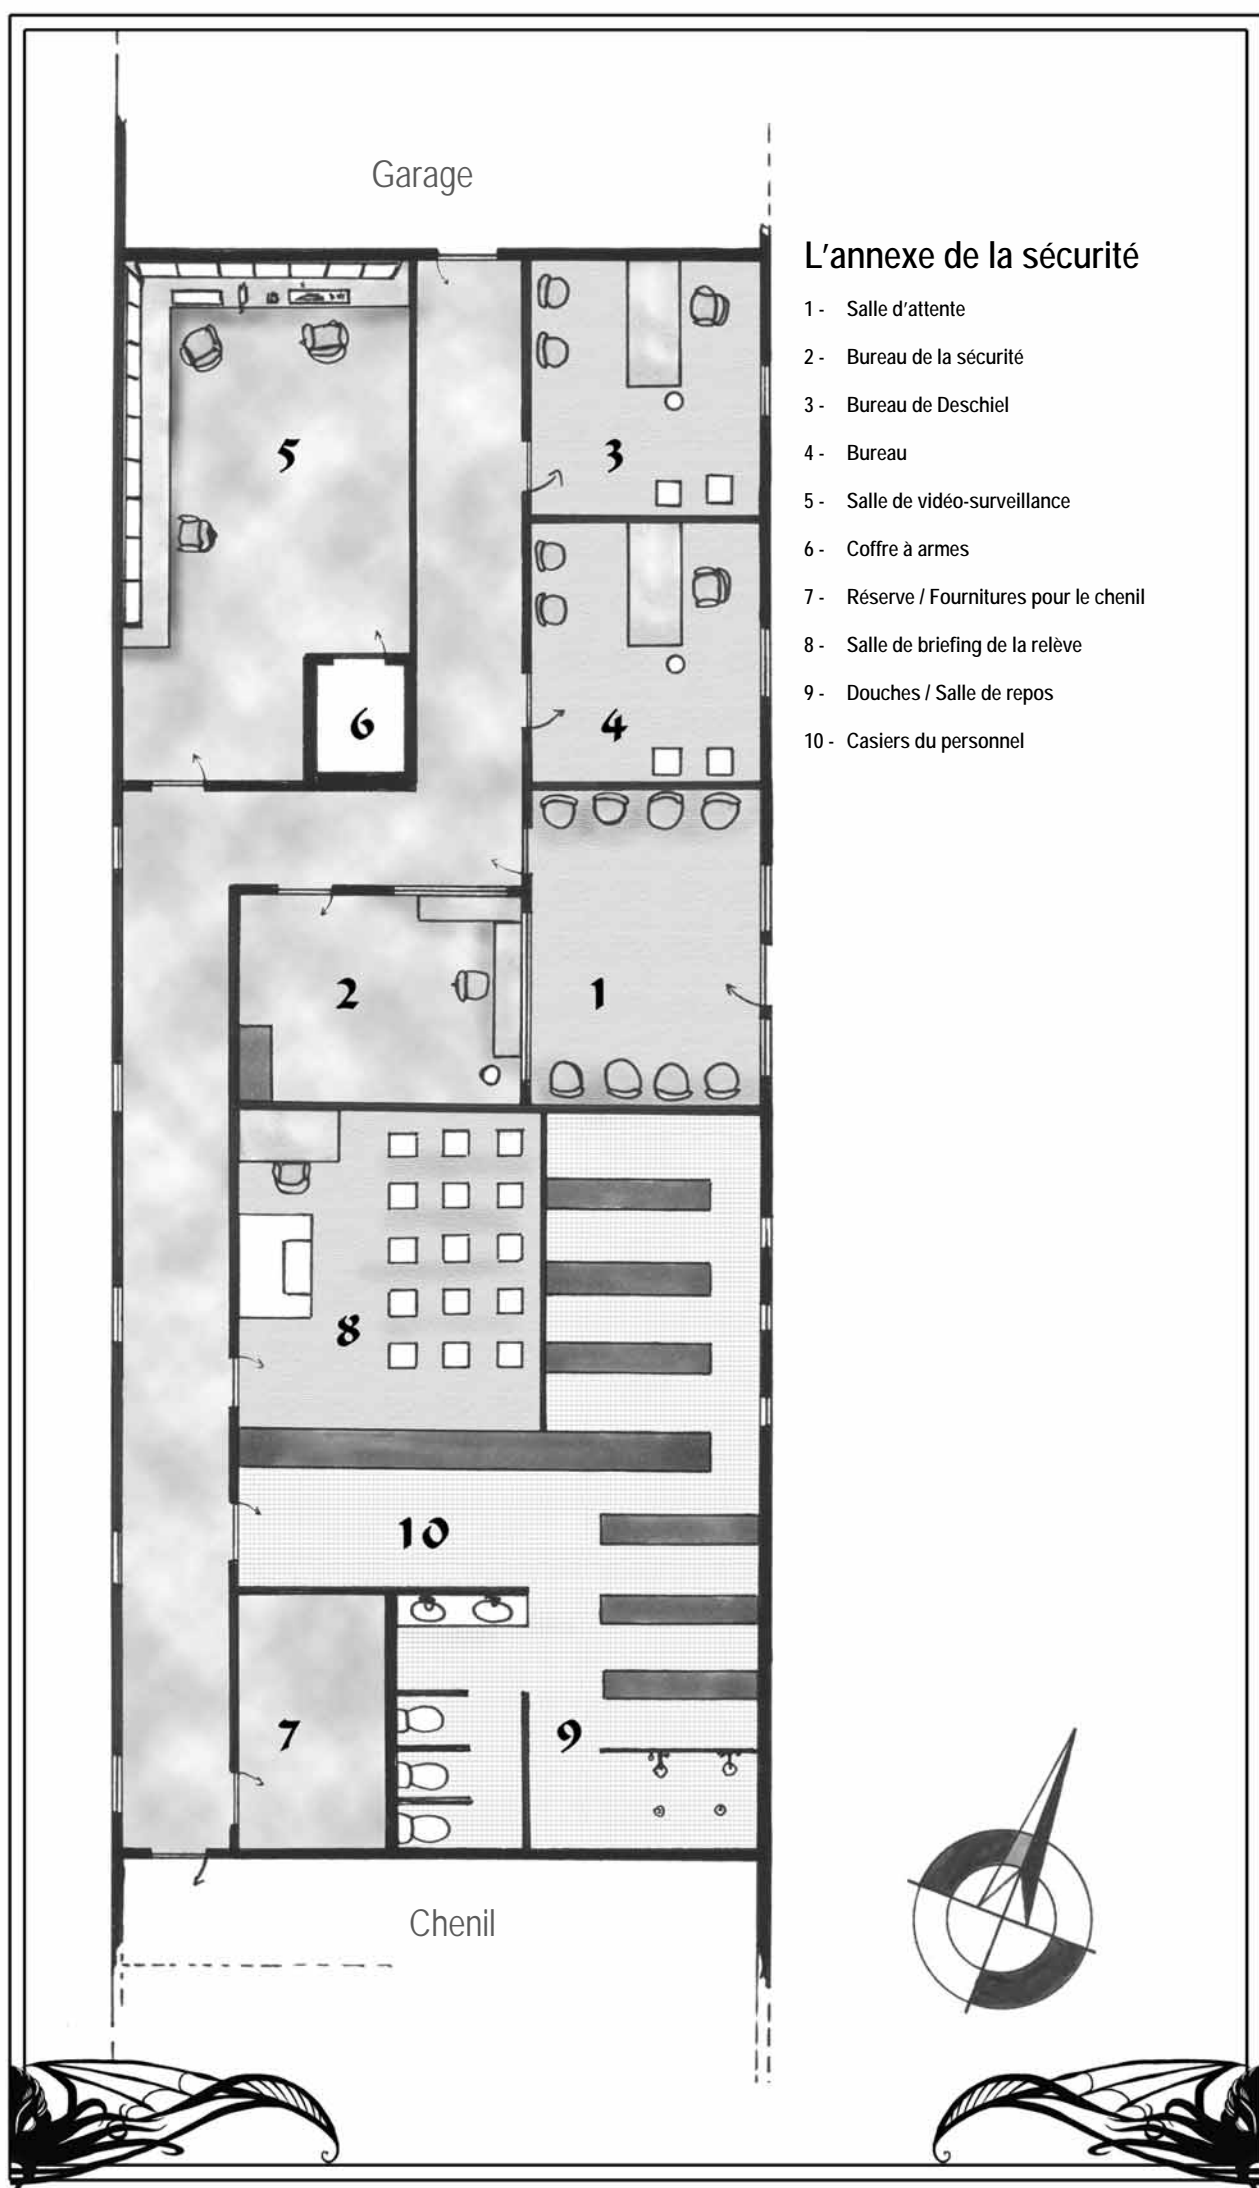 Garage
L'annexe de la sécurité
1 - Salle d'attente
2 - Bureau de la sécurité
3 - Bureau de Deschiel
4 - Bureau
5 - Salle de vidéo-surveillance
6 - Coffre à armes
7 - Réserve / Fournitures pour le chenil
8 - Salle de briefing de la relève
9 - Douches / Salle de repos
10 - Casiers du personnel
5
3
6
4
2
1
8
10
7
9
Chenil